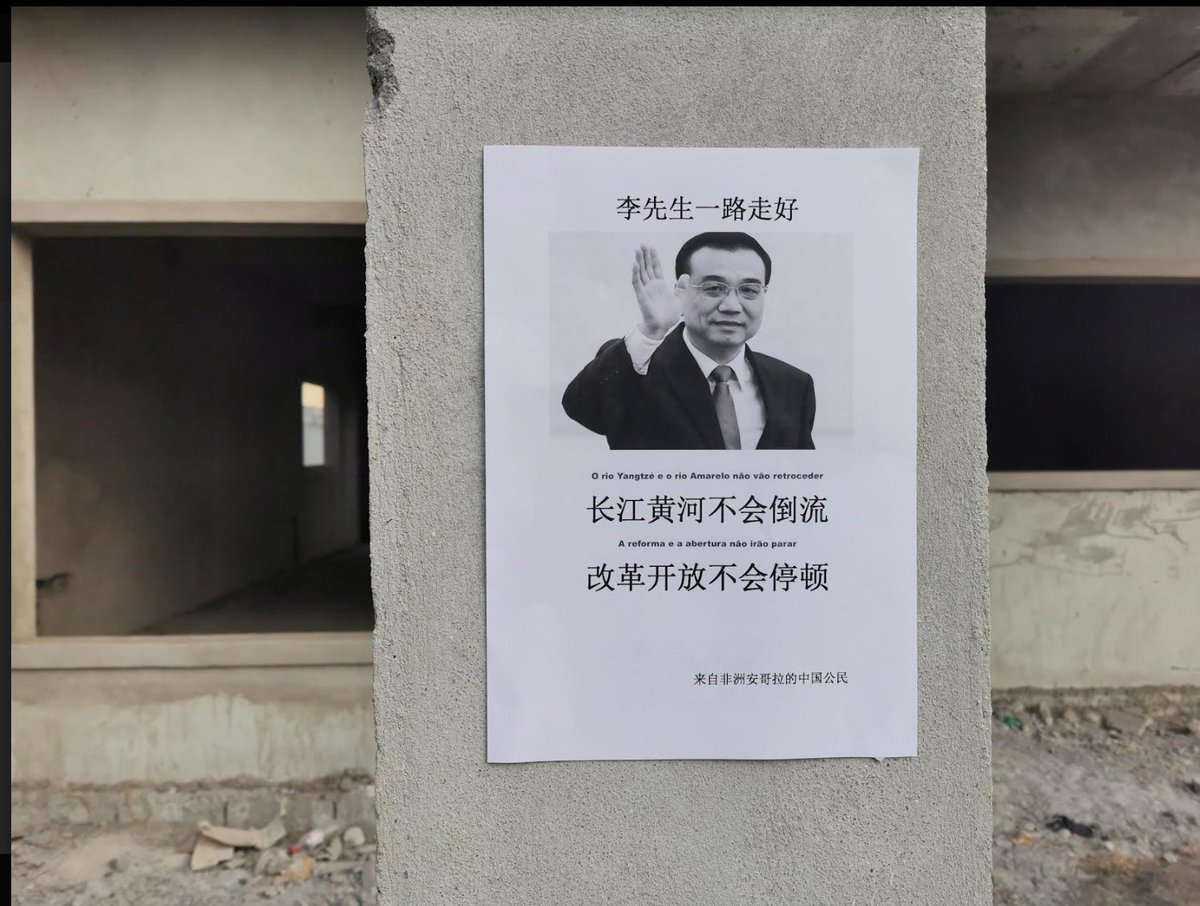 李先生一路走好
O rio Yangtzé e o rio Amarelo não vão retroceder
长江黄河不会倒流
A reforma e a abertura não irão parar
改革开放不会停顿
来自非洲安哥拉的中国公民